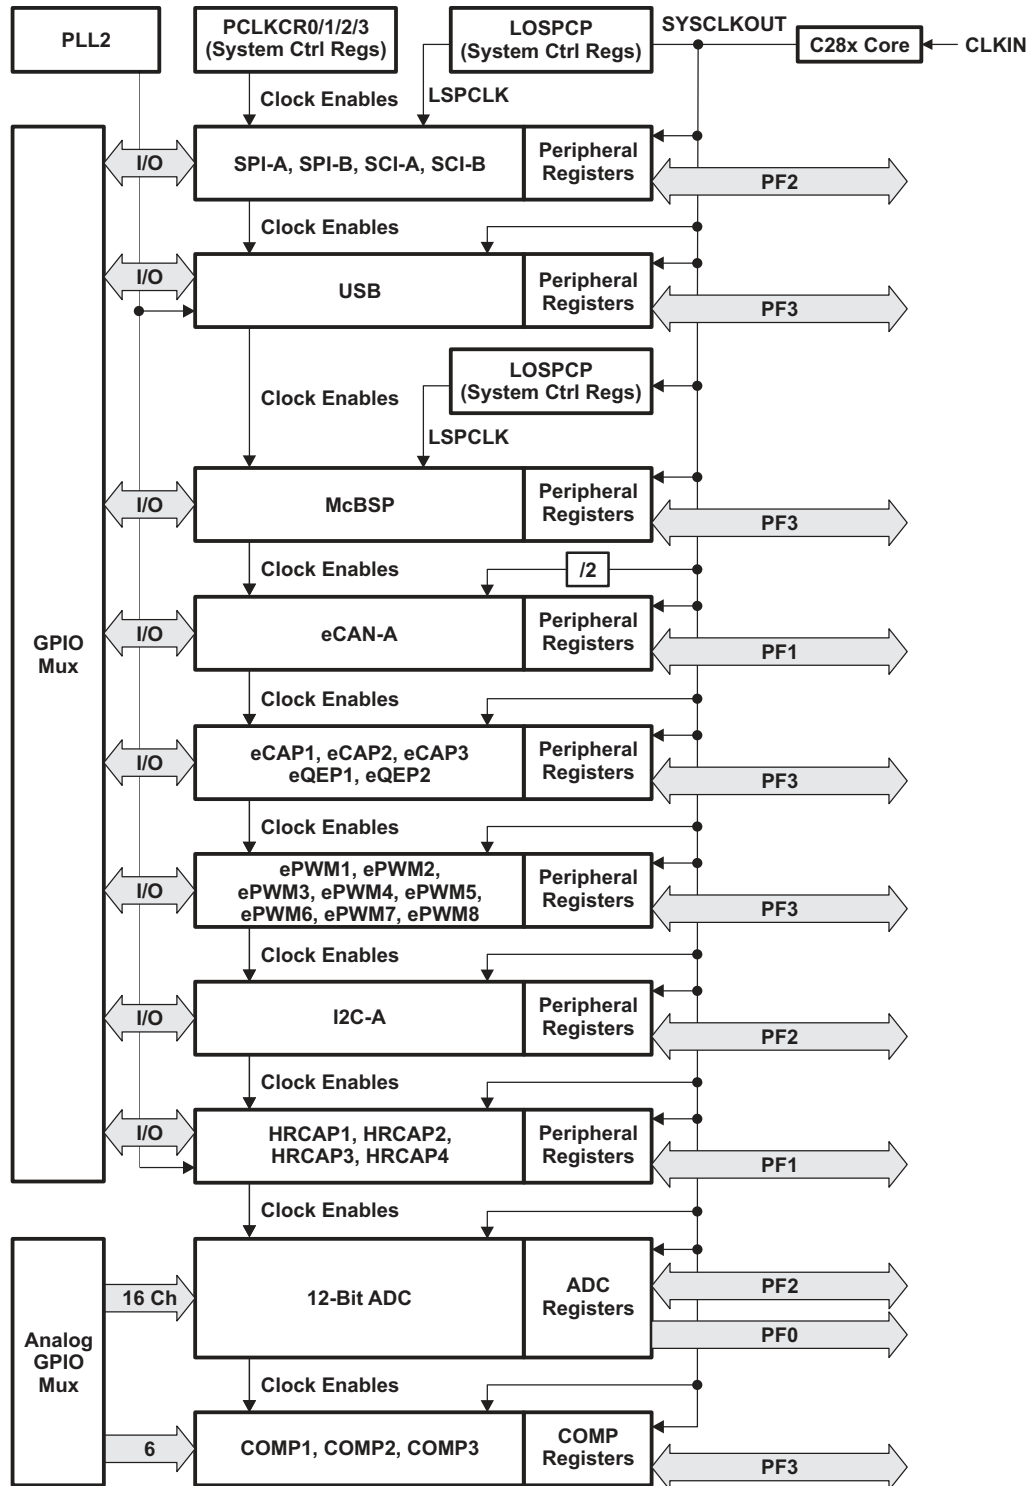 PLL2
PCLKCR0/1/2/3
(System Ctrl Regs)
LOSPCP
(System Ctrl Regs)
SYSCLKOUT
C28x Core
CLKIN
Clock Enables
LSPCLK
I/O
SPI-A, SPI-B, SCI-A, SCI-B
Peripheral
Registers
PF2
Clock Enables
I/O
USB
Peripheral
Registers
PF3
LOSPCP
(System Ctrl Regs)
Clock Enables
LSPCLK
I/O
McBSP
Peripheral
Registers
PF3
Clock Enables
/2
GPIO
Mux
I/O
eCAN-A
Peripheral
Registers
PF1
Clock Enables
I/O
eCAP1, eCAP2, eCAP3
eQEP1, eQEP2
Peripheral
Registers
PF3
Clock Enables
I/O
ePWM1, ePWM2,
ePWM3, ePWM4, ePWM5,
ePWM6, ePWM7, ePWM8
Peripheral
Registers
PF3
Clock Enables
I/O
I2C-A
Peripheral
Registers
PF2
Clock Enables
I/O
HRCAP1, HRCAP2,
HRCAP3, HRCAP4
Peripheral
Registers
PF1
Clock Enables
Analog
GPIO
Mux
16 Ch
12-Bit ADC
ADC
Registers
PF2
PF0
Clock Enables
6
COMP1, COMP2, COMP3
COMP
Registers
PF3